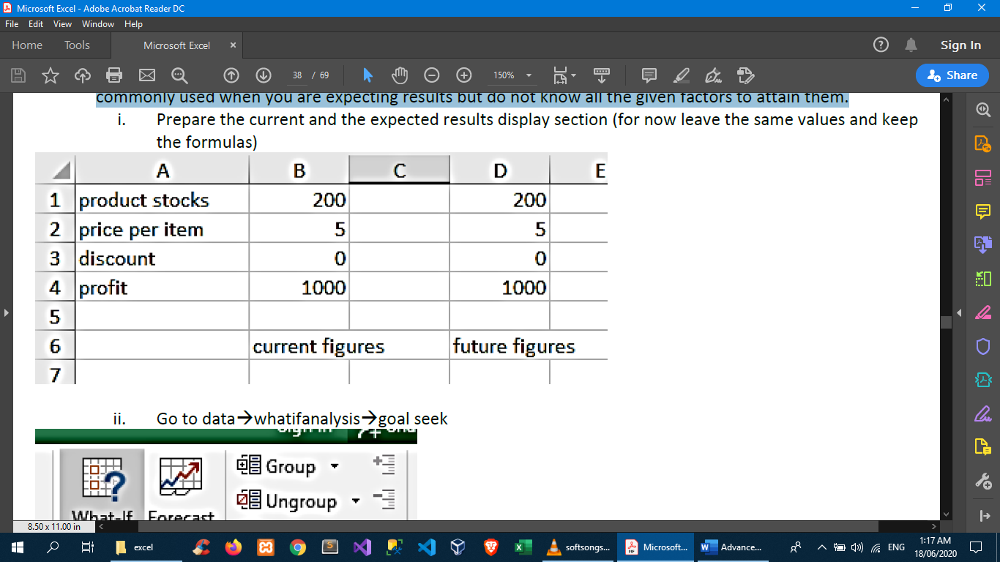 Microsoft Excel - Adobe Acrobat Reader DC
File Edit View Window Help
Home Tools Microsoft Excel × ? Sign In
38 / 69 150% Share
commonly used when you are expecting results but do not know all the given factors to attain them.
i. Prepare the current and the expected results display section (for now leave the same values and keep
the formulas)
A B C D E
1 product stocks 200 200
2 price per item 5 5
3 discount 0 0
4 profit 1000 1000
5
6 current figures future figures
7
ii. Go to data→whatifanalysis→goal seek
Sign in
Group
Ungroup
What-If Forecast
8.50 x 11.00 in
excel softsongs... Microsoft... Advance... ENG 1:17 AM
18/06/2020